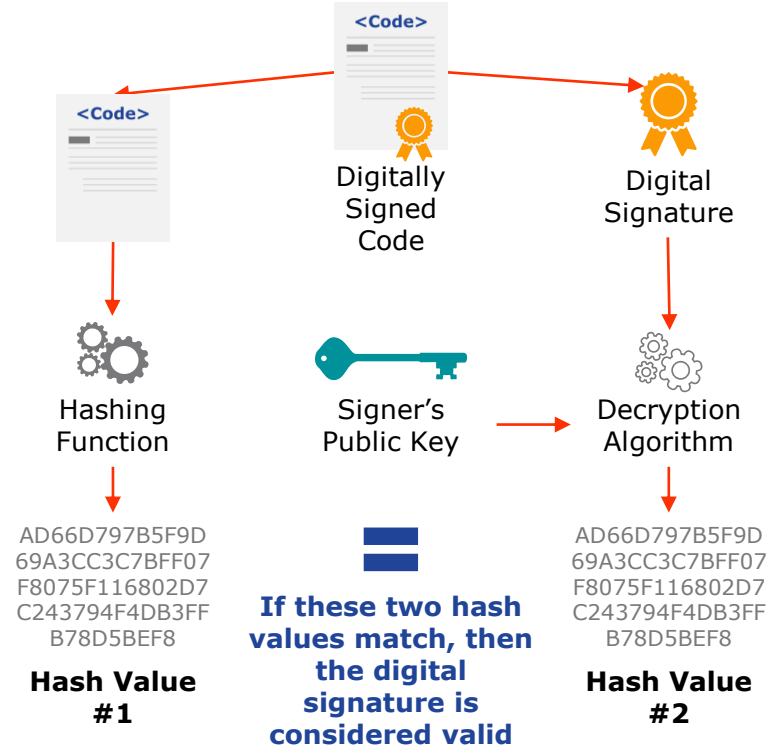 <Code>
<Code>
Digitally
Signed
Code
Digital
Signature
Hashing
Function
Signer's
Public Key
Decryption
Algorithm
AD66D797B5F9D
69A3CC3C7BFF07
F8075F116802D7
C243794F4DB3FF
B78D5BEF8
Hash Value
#1
If these two hash
values match, then
the digital
signature is
considered valid
AD66D797B5F9D
69A3CC3C7BFF07
F8075F116802D7
C243794F4DB3FF
B78D5BEF8
Hash Value
#2